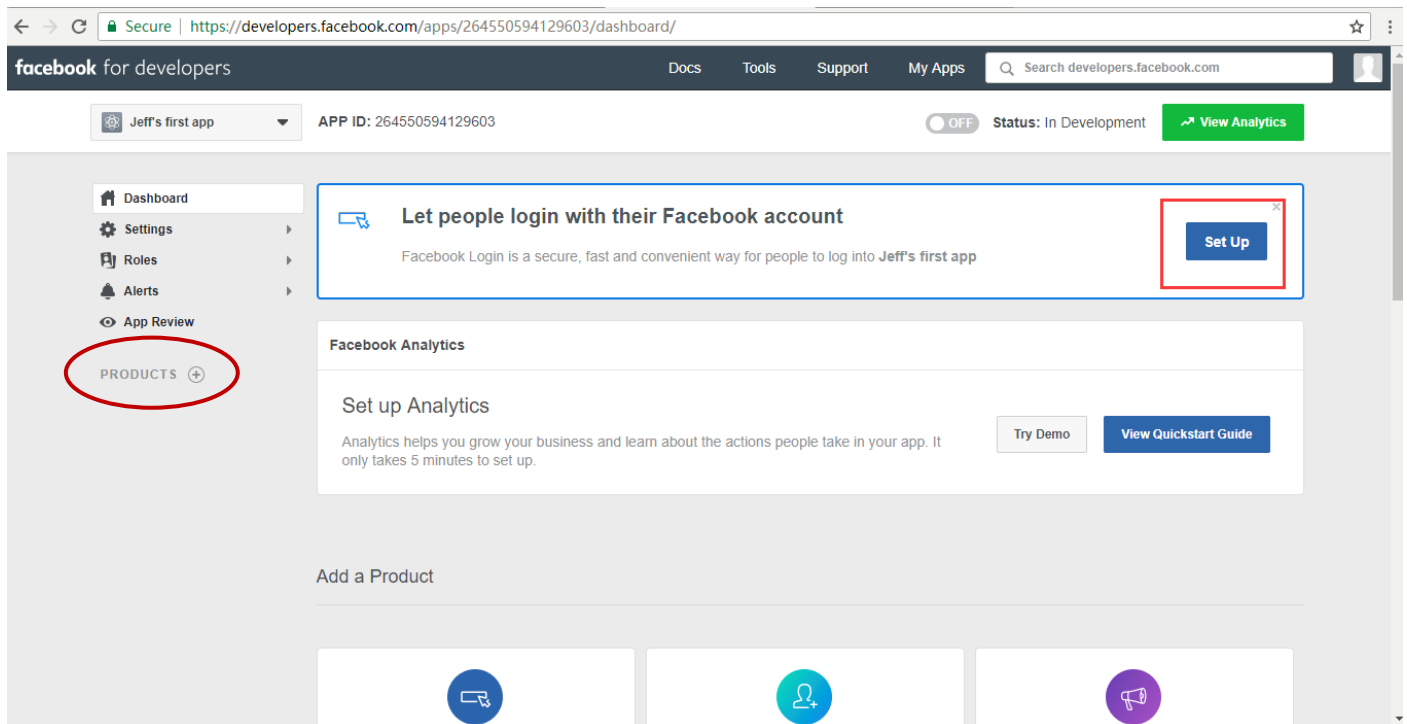 Secure | https://developers.facebook.com/apps/264550594129603/dashboard/
facebook for developers Docs Tools Support My Apps Search developers.facebook.com
Jeff's first app APP ID: 264550594129603 OFF Status: In Development View Analytics
Dashboard
Settings
Roles
Alerts
App Review
PRODUCTS
Let people login with their Facebook account
Facebook Login is a secure, fast and convenient way for people to log into Jeff's first app
Set Up
Facebook Analytics
Set up Analytics
Analytics helps you grow your business and learn about the actions people take in your app. It
only takes 5 minutes to set up.
Try Demo View Quickstart Guide
Add a Product